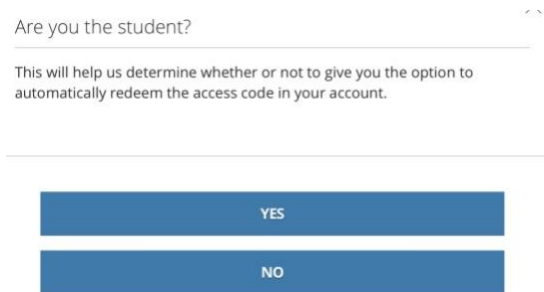 Are you the student?
This will help us determine whether or not to give you the option to
automatically redeem the access code in your account.
YES
NO